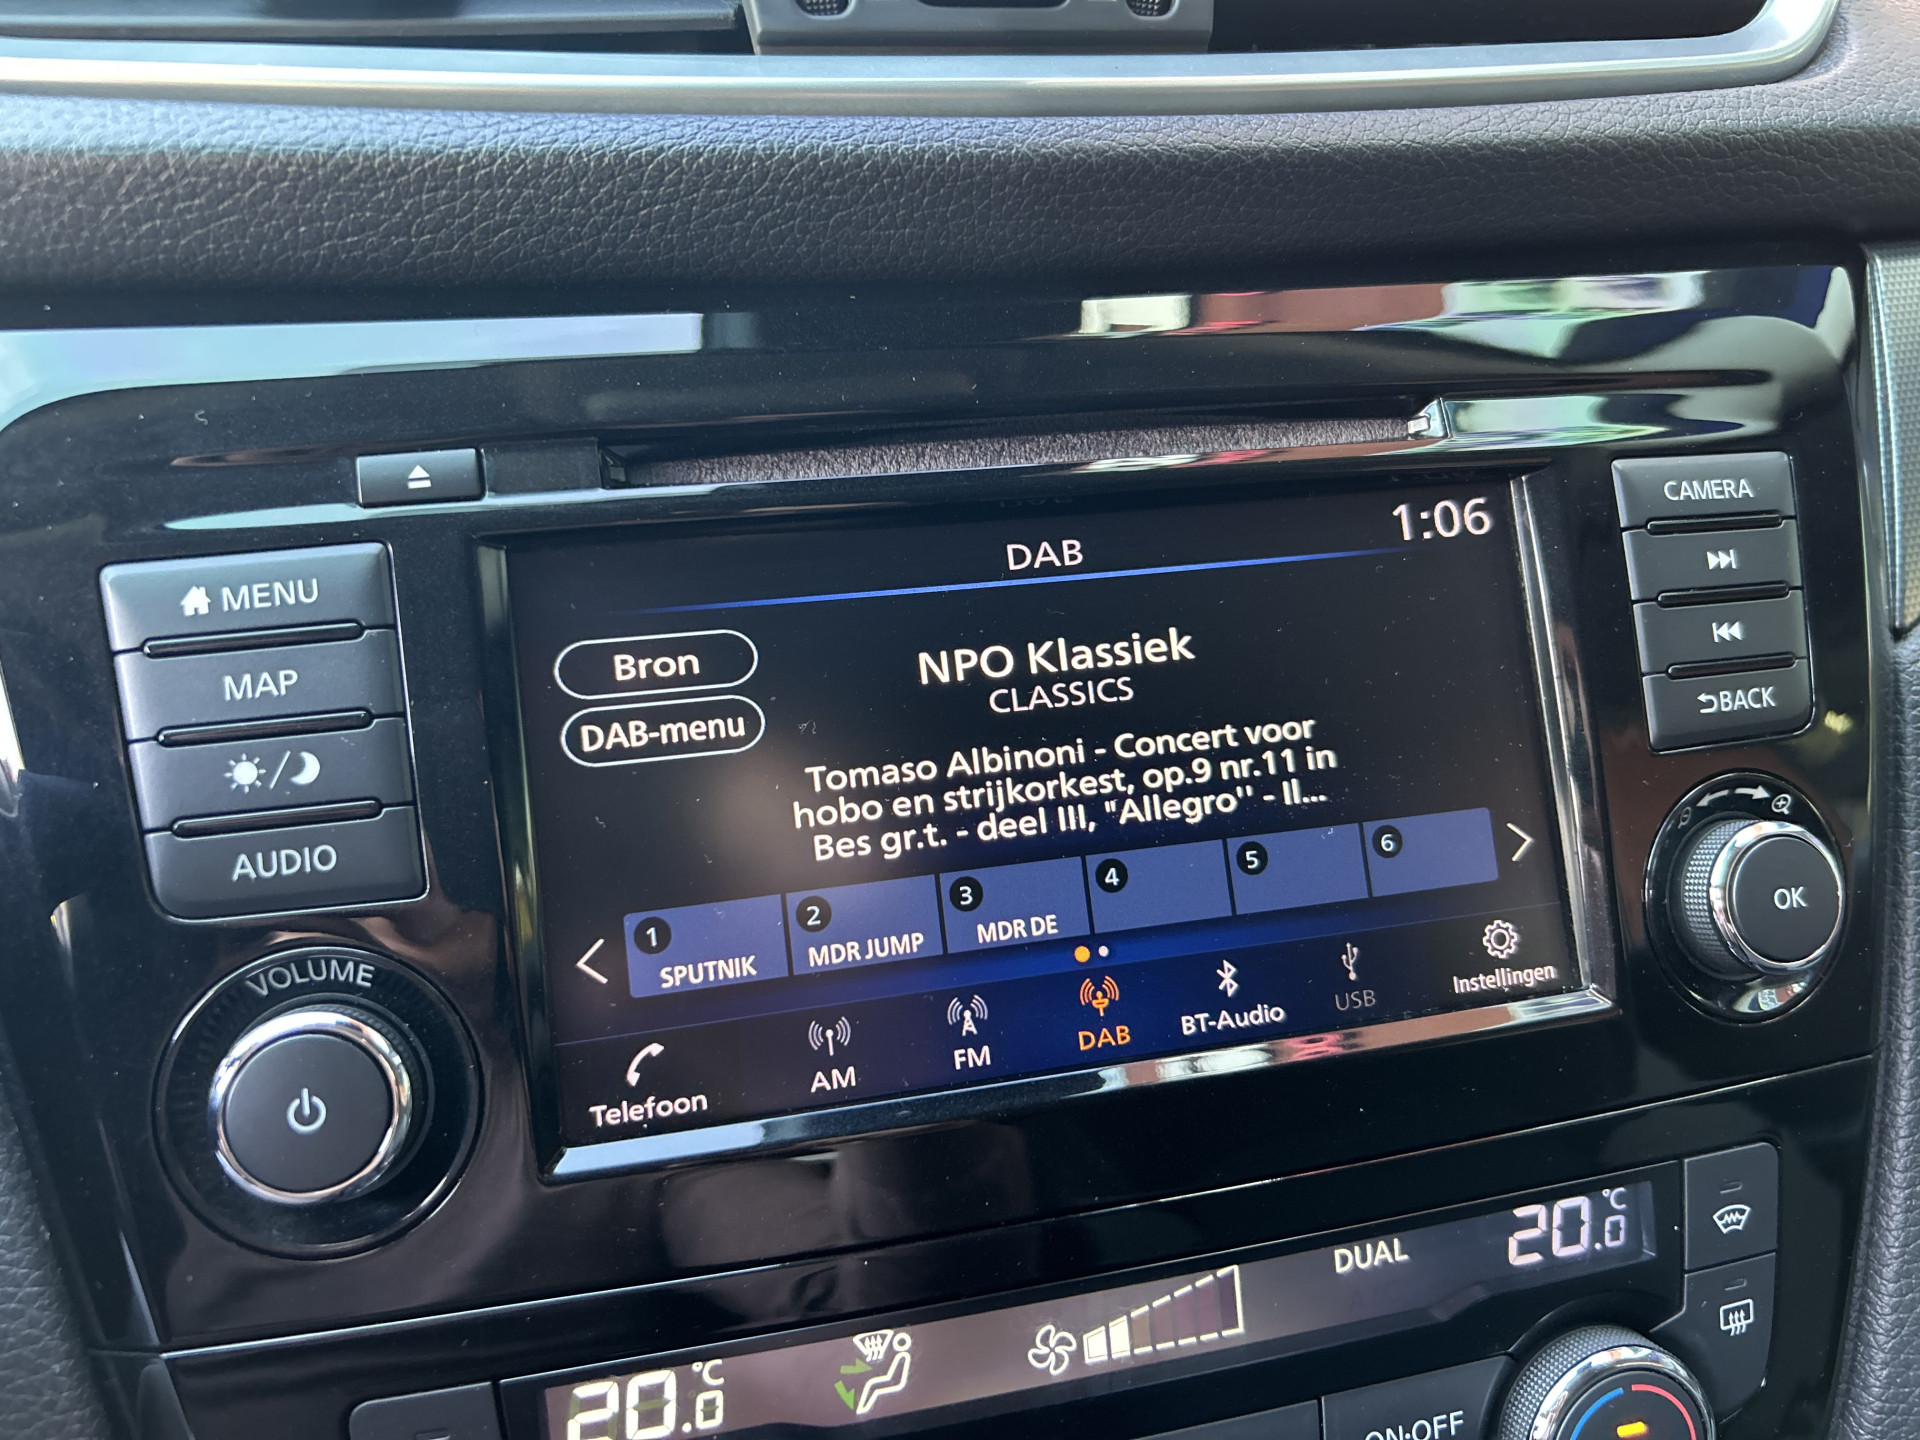 CAMERA
1:06
DAB
MENU
MAP
AUDIO
BACK
Bron
DAB-menu
NPO Klassiek
CLASSICS
Tomaso Albinoni - Concert voor
hobo en strijkorkest, op.9 nr.11 in
Bes gr.t. - deel III, "Allegro'' - Il...
1
SPUTNIK
2
MDR JUMP
3
MDR DE
4
5
6
Telefoon
AM
FM
DAB
BT-Audio
USB
Instellingen
VOLUME
OK
20.0 °C
DUAL
20.0 °C
ON·OFF